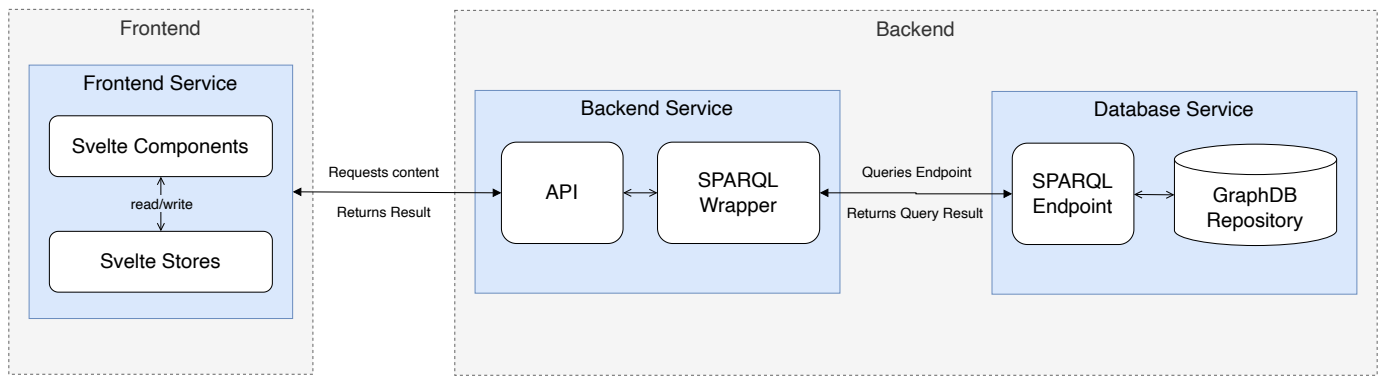 Frontend
Frontend Service
Svelte Components
read/write
Svelte Stores
Requests content
Returns Result
Backend
Backend Service
API
SPARQL
Wrapper
Queries Endpoint
Returns Query Result
Database Service
SPARQL
Endpoint
GraphDB
Repository